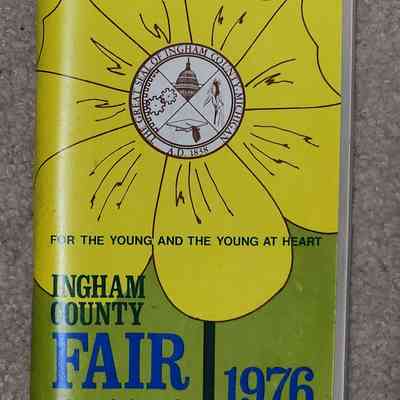 THE GREAT SEAL OF INGHAM COUNTY, MICHIGAN
A.D. 1838
FOR THE YOUNG AND THE YOUNG AT HEART
INGHAM
COUNTY
FAIR
1976